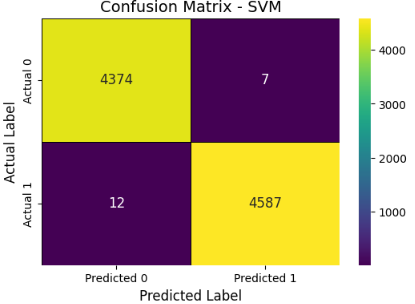 Confusion Matrix - SVM
Actual Label
Actual 0
4374
7
Actual 1
12
4587
Predicted 0
Predicted 1
Predicted Label
4000
3000
2000
1000